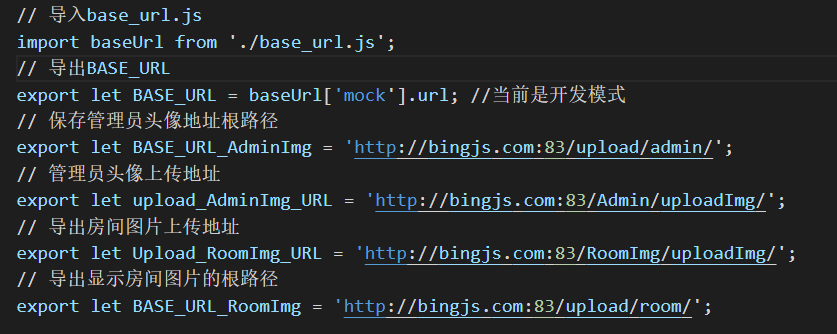 // 导入base_url.js
import baseUrl from './base_url.js';
// 导出BASE_URL
export let BASE_URL = baseUrl['mock'].url; //当前是开发模式
// 保存管理员头像地址根路径
export let BASE_URL_AdminImg = 'http://bingjs.com:83/upload/admin/';
// 管理员头像上传地址
export let upload_AdminImg_URL = 'http://bingjs.com:83/Admin/uploadImg/';
// 导出房间图片上传地址
export let Upload_RoomImg_URL = 'http://bingjs.com:83/RoomImg/uploadImg/';
// 导出显示房间图片的根路径
export let BASE_URL_RoomImg = 'http://bingjs.com:83/upload/room/';